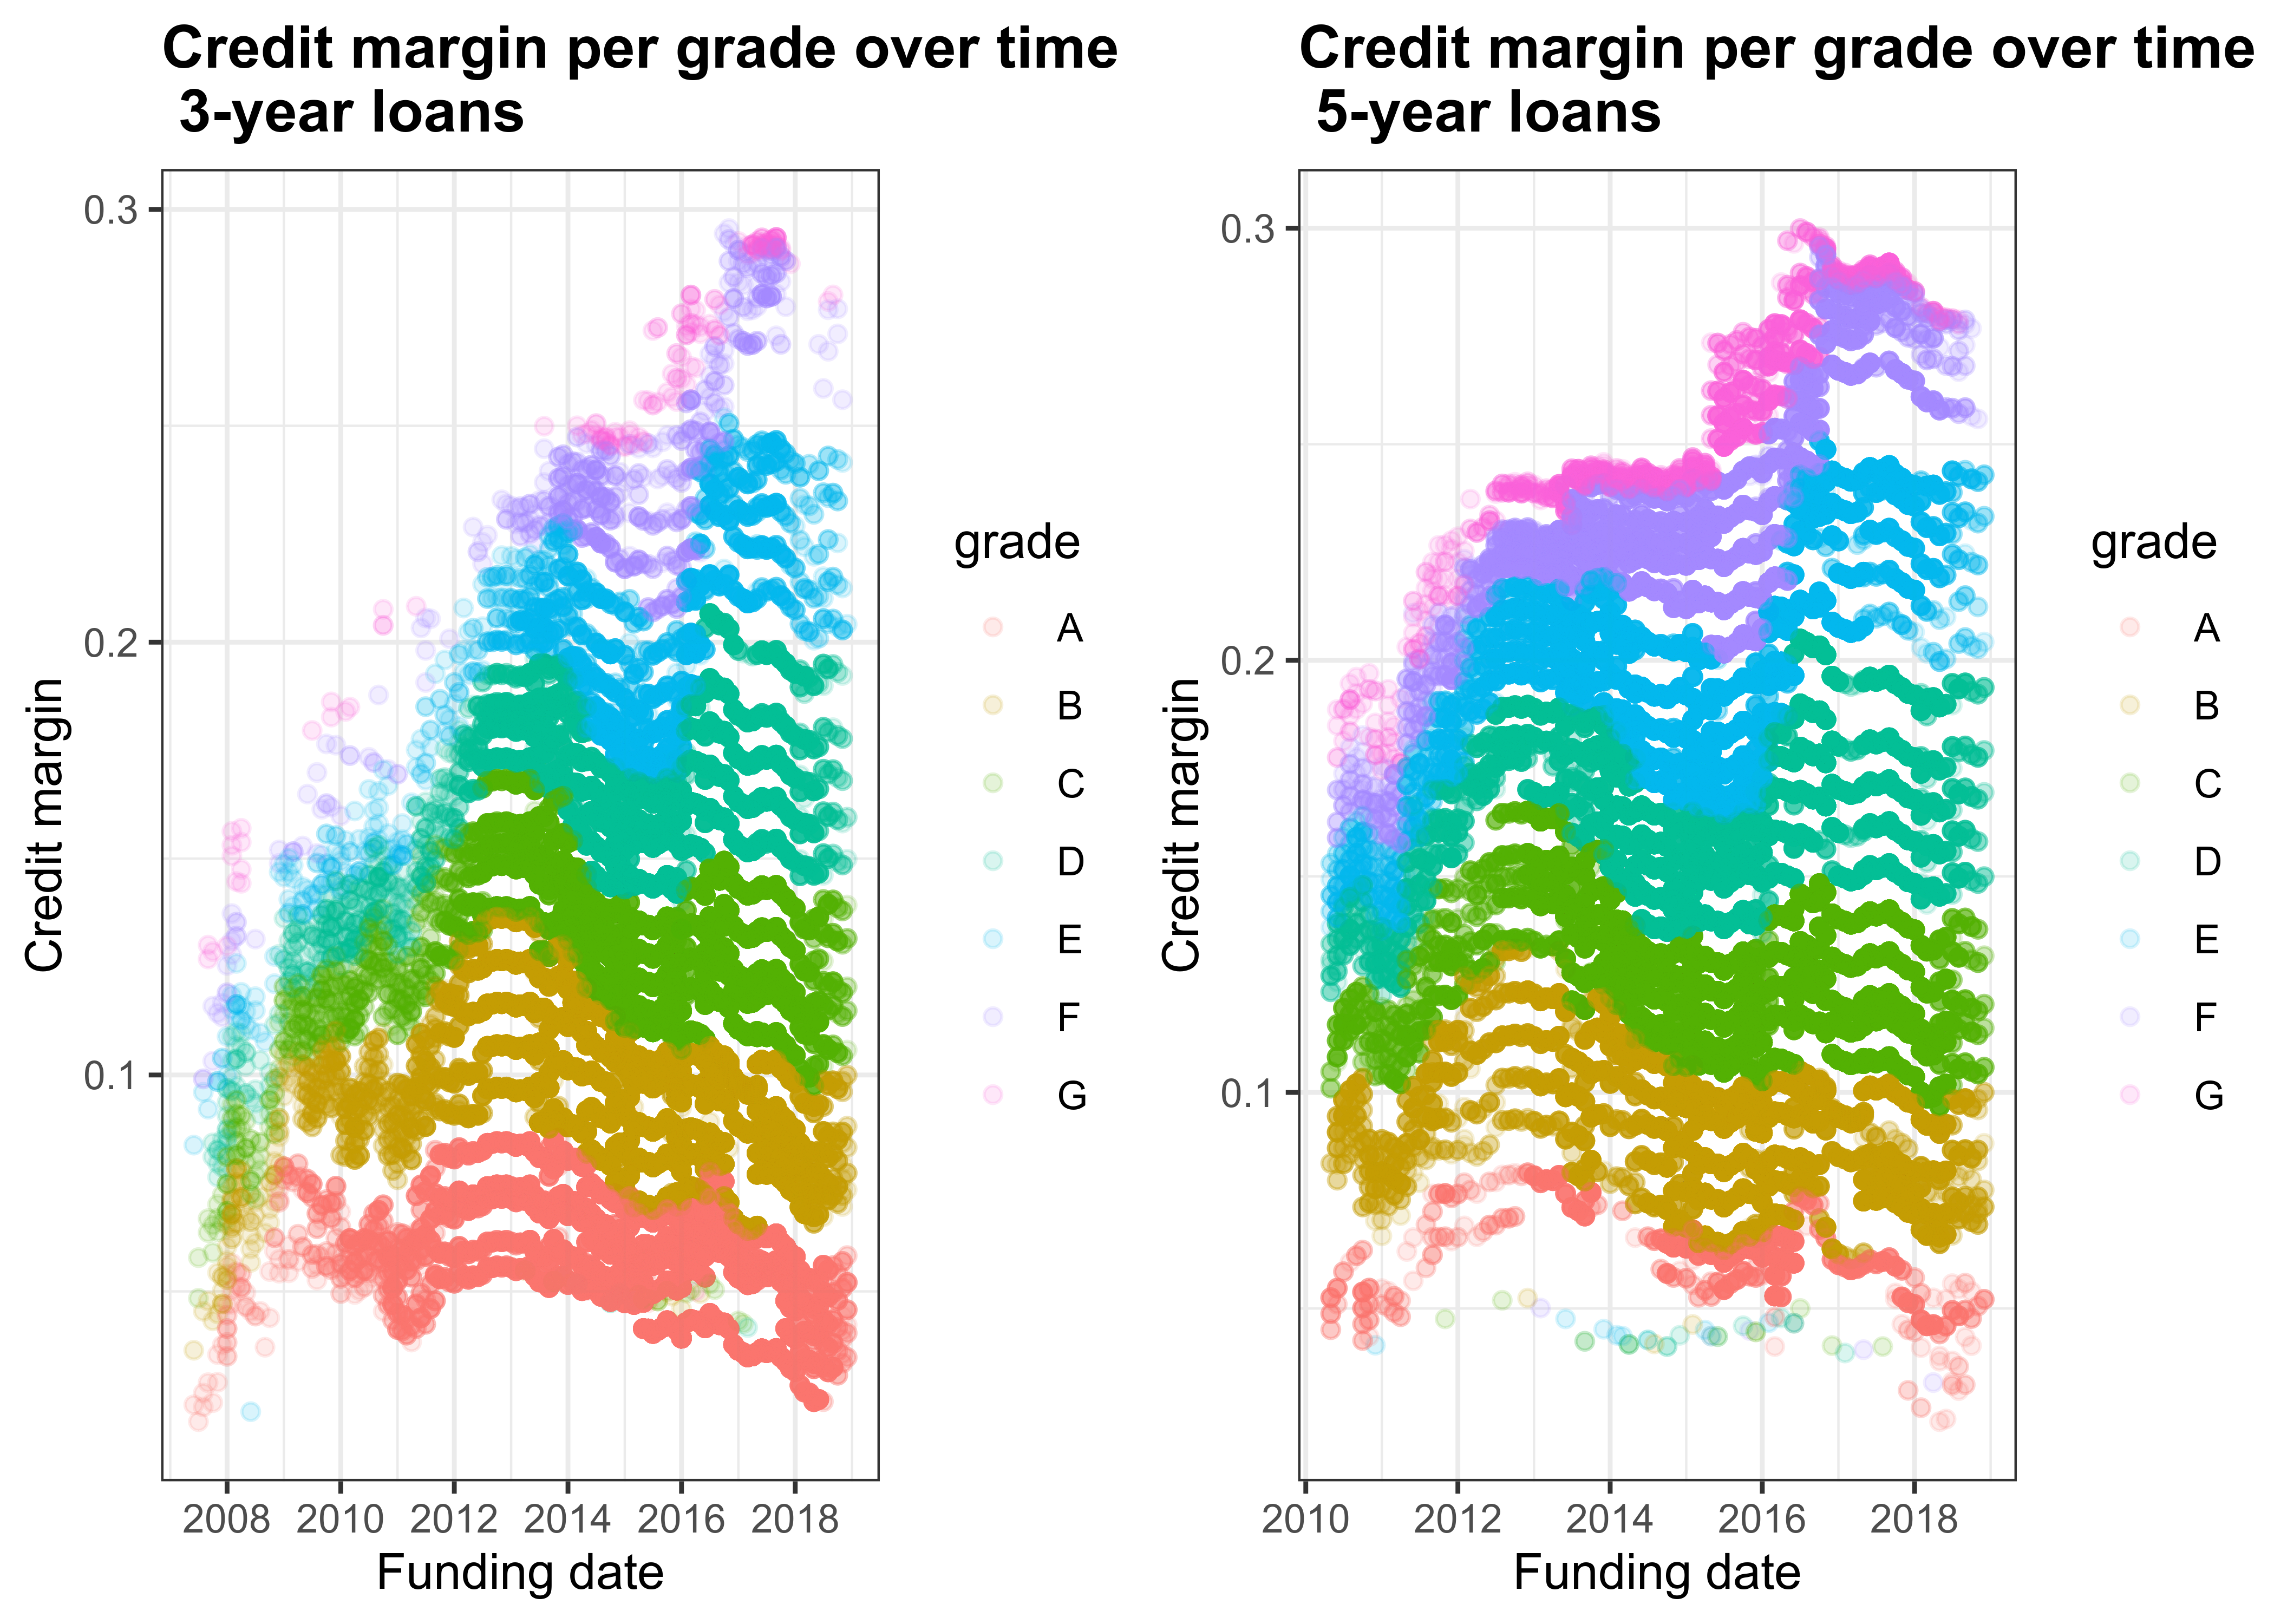 Credit margin per grade over time
3-year loans
Credit margin
0.3
0.2
0.1
2008 2010 2012 2014 2016 2018
Funding date
grade
A
B
C
D
E
F
G
Credit margin per grade over time
5-year loans
Credit margin
0.3
0.2
0.1
2010 2012 2014 2016 2018
Funding date
grade
A
B
C
D
E
F
G